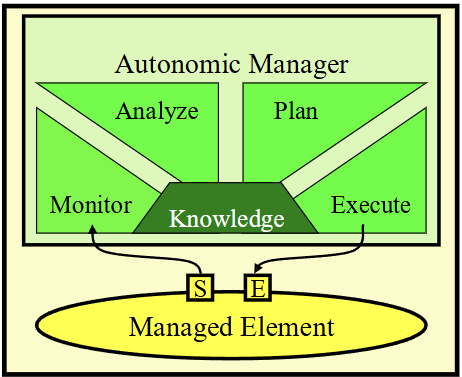 Autonomic Manager
Analyze
Plan
Monitor
Knowledge
Execute
S
E
Managed Element